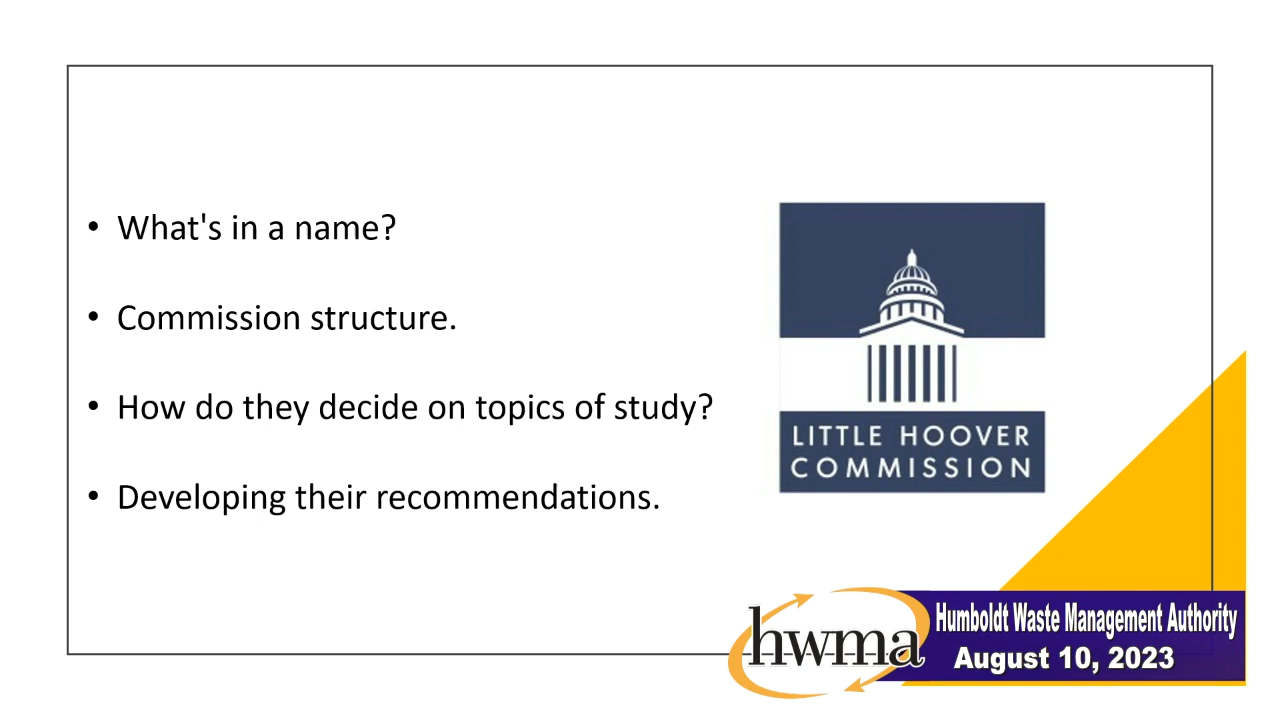 • What's in a name?
• Commission structure.
• How do they decide on topics of study?
• Developing their recommendations.
LITTLE HOOVER
COMMISSION
hwma
Humboldt Waste Management Authority
August 10, 2023